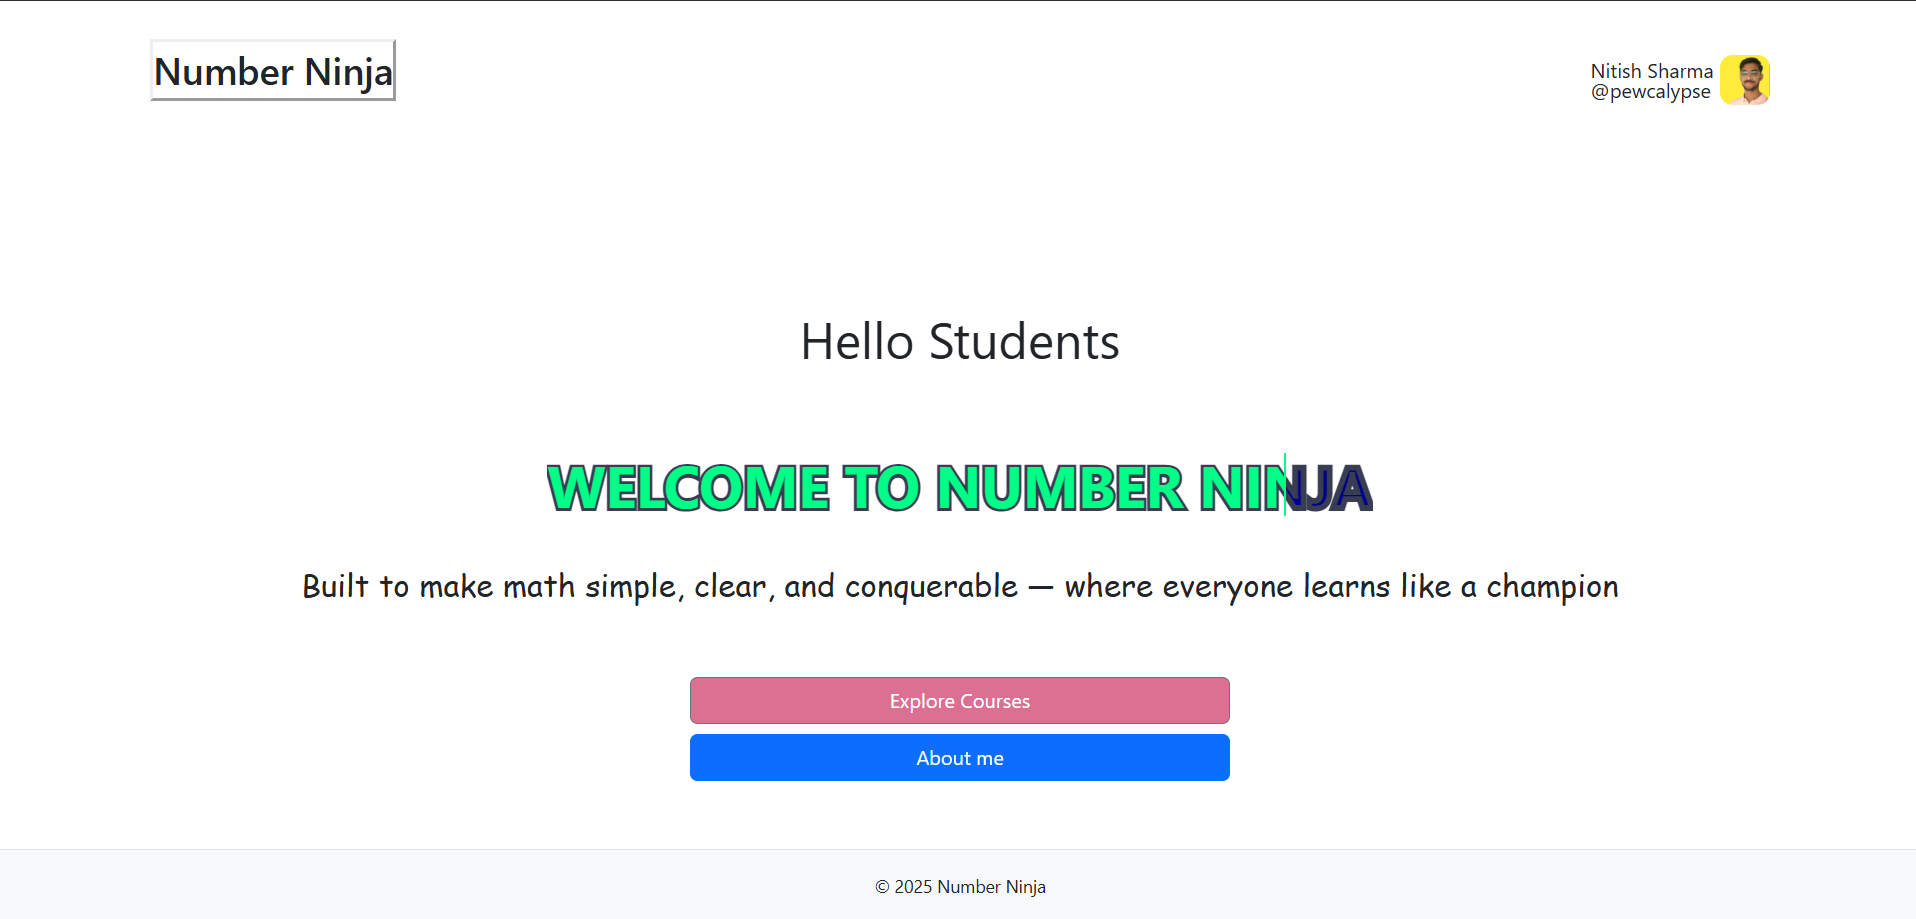 Number Ninja
Nitish Sharma
@pewcalypse
Hello Students
WELCOME TO NUMBER NINJA
Built to make math simple, clear, and conquerable — where everyone learns like a champion
Explore Courses
About me
© 2025 Number Ninja